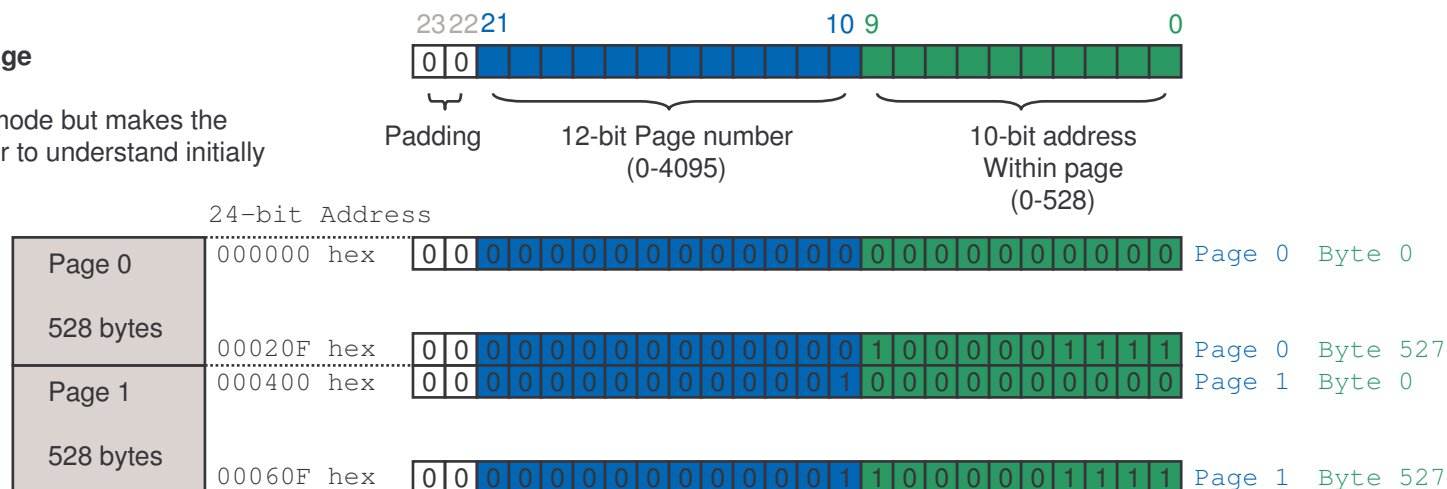 23 22 21 10 9 0
ge
0 0
mode but makes the
r to understand initially
Padding
12-bit Page number
(0-4095)
10-bit address
Within page
(0-528)
24-bit Address
Page 0
528 bytes
000000 hex 0 0 0 0 0 0 0 0 0 0 0 0 0 0 0 0 0 0 0 0 0 0 0 0 Page 0 Byte 0
00020F hex 0 0 0 0 0 0 0 0 0 0 0 0 0 0 1 0 0 0 0 0 1 1 1 1 Page 0 Byte 527
Page 1
528 bytes
000400 hex 0 0 0 0 0 0 0 0 0 0 0 0 0 1 0 0 0 0 0 0 0 0 0 0 Page 1 Byte 0
00060F hex 0 0 0 0 0 0 0 0 0 0 0 0 0 1 1 0 0 0 0 0 1 1 1 1 Page 1 Byte 527